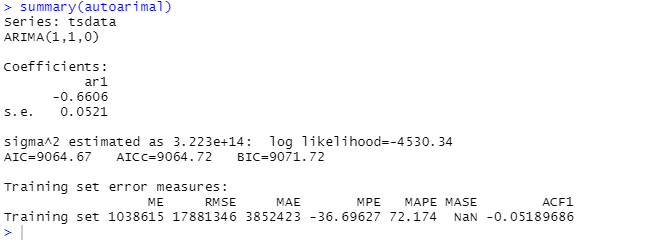 > summary(autoarimal)
Series: tsdata
ARIMA(1,1,0)
Coefficients:
ar1
-0.6606
s.e. 0.0521
sigma^2 estimated as 3.223e+14: log likelihood=-4530.34
AIC=9064.67 AICc=9064.72 BIC=9071.72
Training set error measures:
ME RMSE MAE MPE MAPE MASE ACF1
Training set 1038615 17881346 3852423 -36.69627 72.174 NaN -0.05189686
>